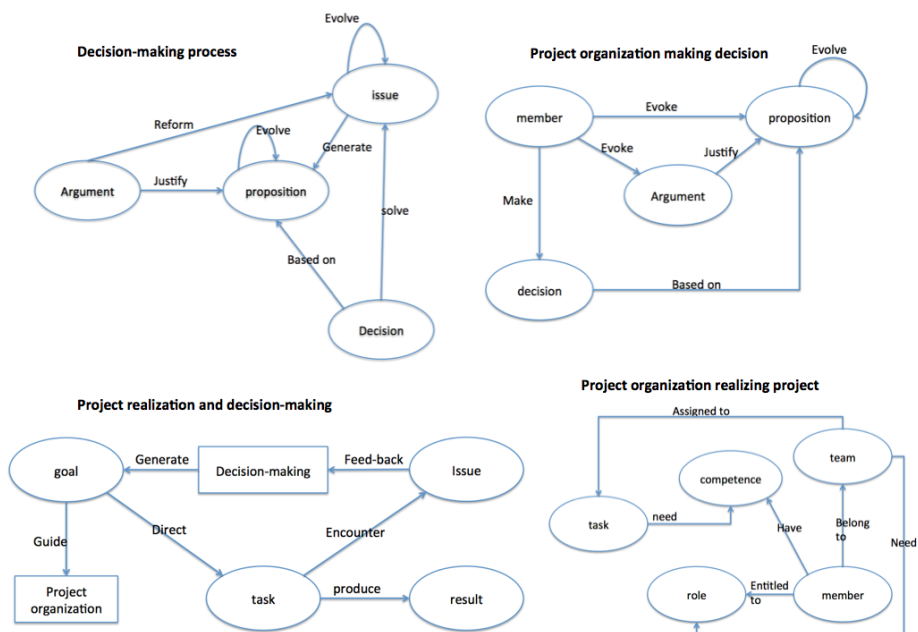 Decision-making process
Evolve
issue
Reform
Evolve
Generate
Argument
Justify
proposition
solve
Based on
Decision
Project organization making decision
Evolve
member
Evoke
proposition
Evoke
Justify
Argument
Make
decision
Based on
Project realization and decision-making
goal
Generate
Decision-making
Feed-back
Issue
Guide
Direct
Encounter
Project
organization
task
produce
result
Project organization realizing project
Assigned to
team
competence
task
need
Have
Belong
to
Need
role
Entitled
to
member